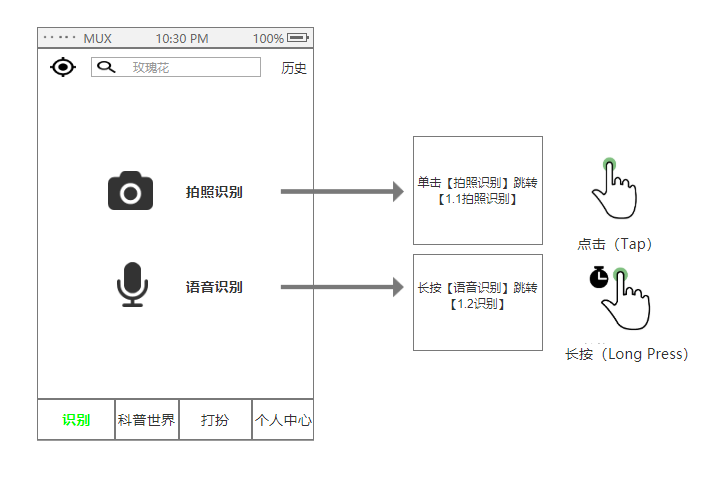 MUX 10:30 PM 100%
玫瑰花 历史
拍照识别
语音识别
识别 科普世界 打扮 个人中心
单击【拍照识别】跳转
【1.1拍照识别】
长按【语音识别】跳转
【1.2识别】
点击（Tap）
长按（Long Press）